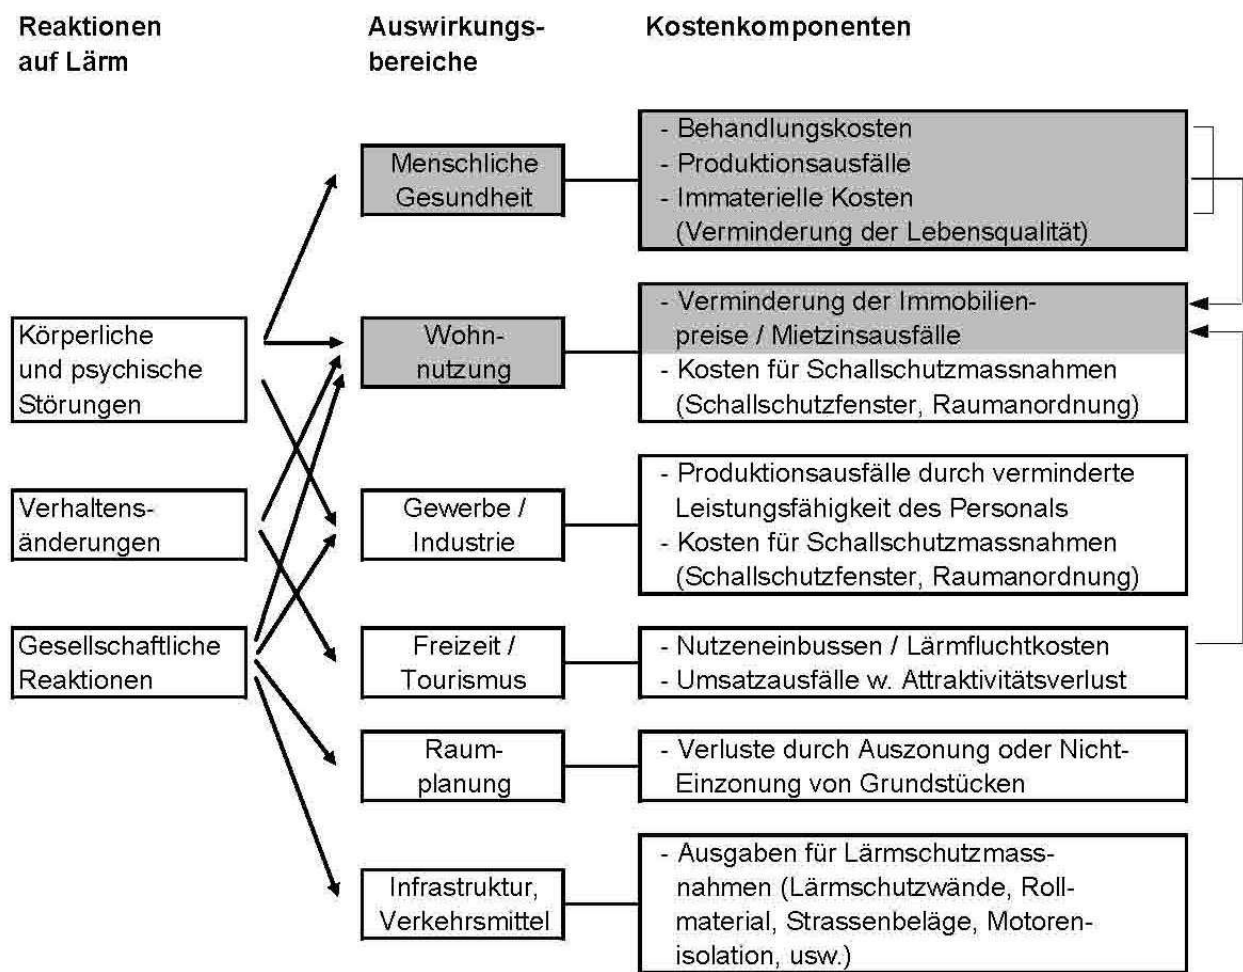 Reaktionen
auf Lärm
Auswirkungs-
bereiche
Kostenkomponenten
Körperliche
und psychische
Störungen
Verhaltens-
änderungen
Gesellschaftliche
Reaktionen
Menschliche
Gesundheit
- Behandlungskosten
- Produktionsausfälle
- Immaterielle Kosten
(Verminderung der Lebensqualität)
Wohn-
nutzung
- Verminderung der Immobilien-
preise / Mietzinsausfälle
- Kosten für Schallschutzmassnahmen
(Schallschutzfenster, Raumanordnung)
Gewerbe /
Industrie
- Produktionsausfälle durch verminderte
Leistungsfähigkeit des Personals
- Kosten für Schallschutzmassnahmen
(Schallschutzfenster, Raumanordnung)
Freizeit /
Tourismus
- Nutzeneinbussen / Lärmfluchtkosten
- Umsatzausfälle w. Attraktivitätsverlust
Raum-
planung
- Verluste durch Auszonung oder Nicht-
Einzonung von Grundstücken
Infrastruktur,
Verkehrsmittel
- Ausgaben für Lärmschutzmass-
nahmen (Lärmschutzwände, Roll-
material, Strassenbeläge, Motoren-
isolation, usw.)